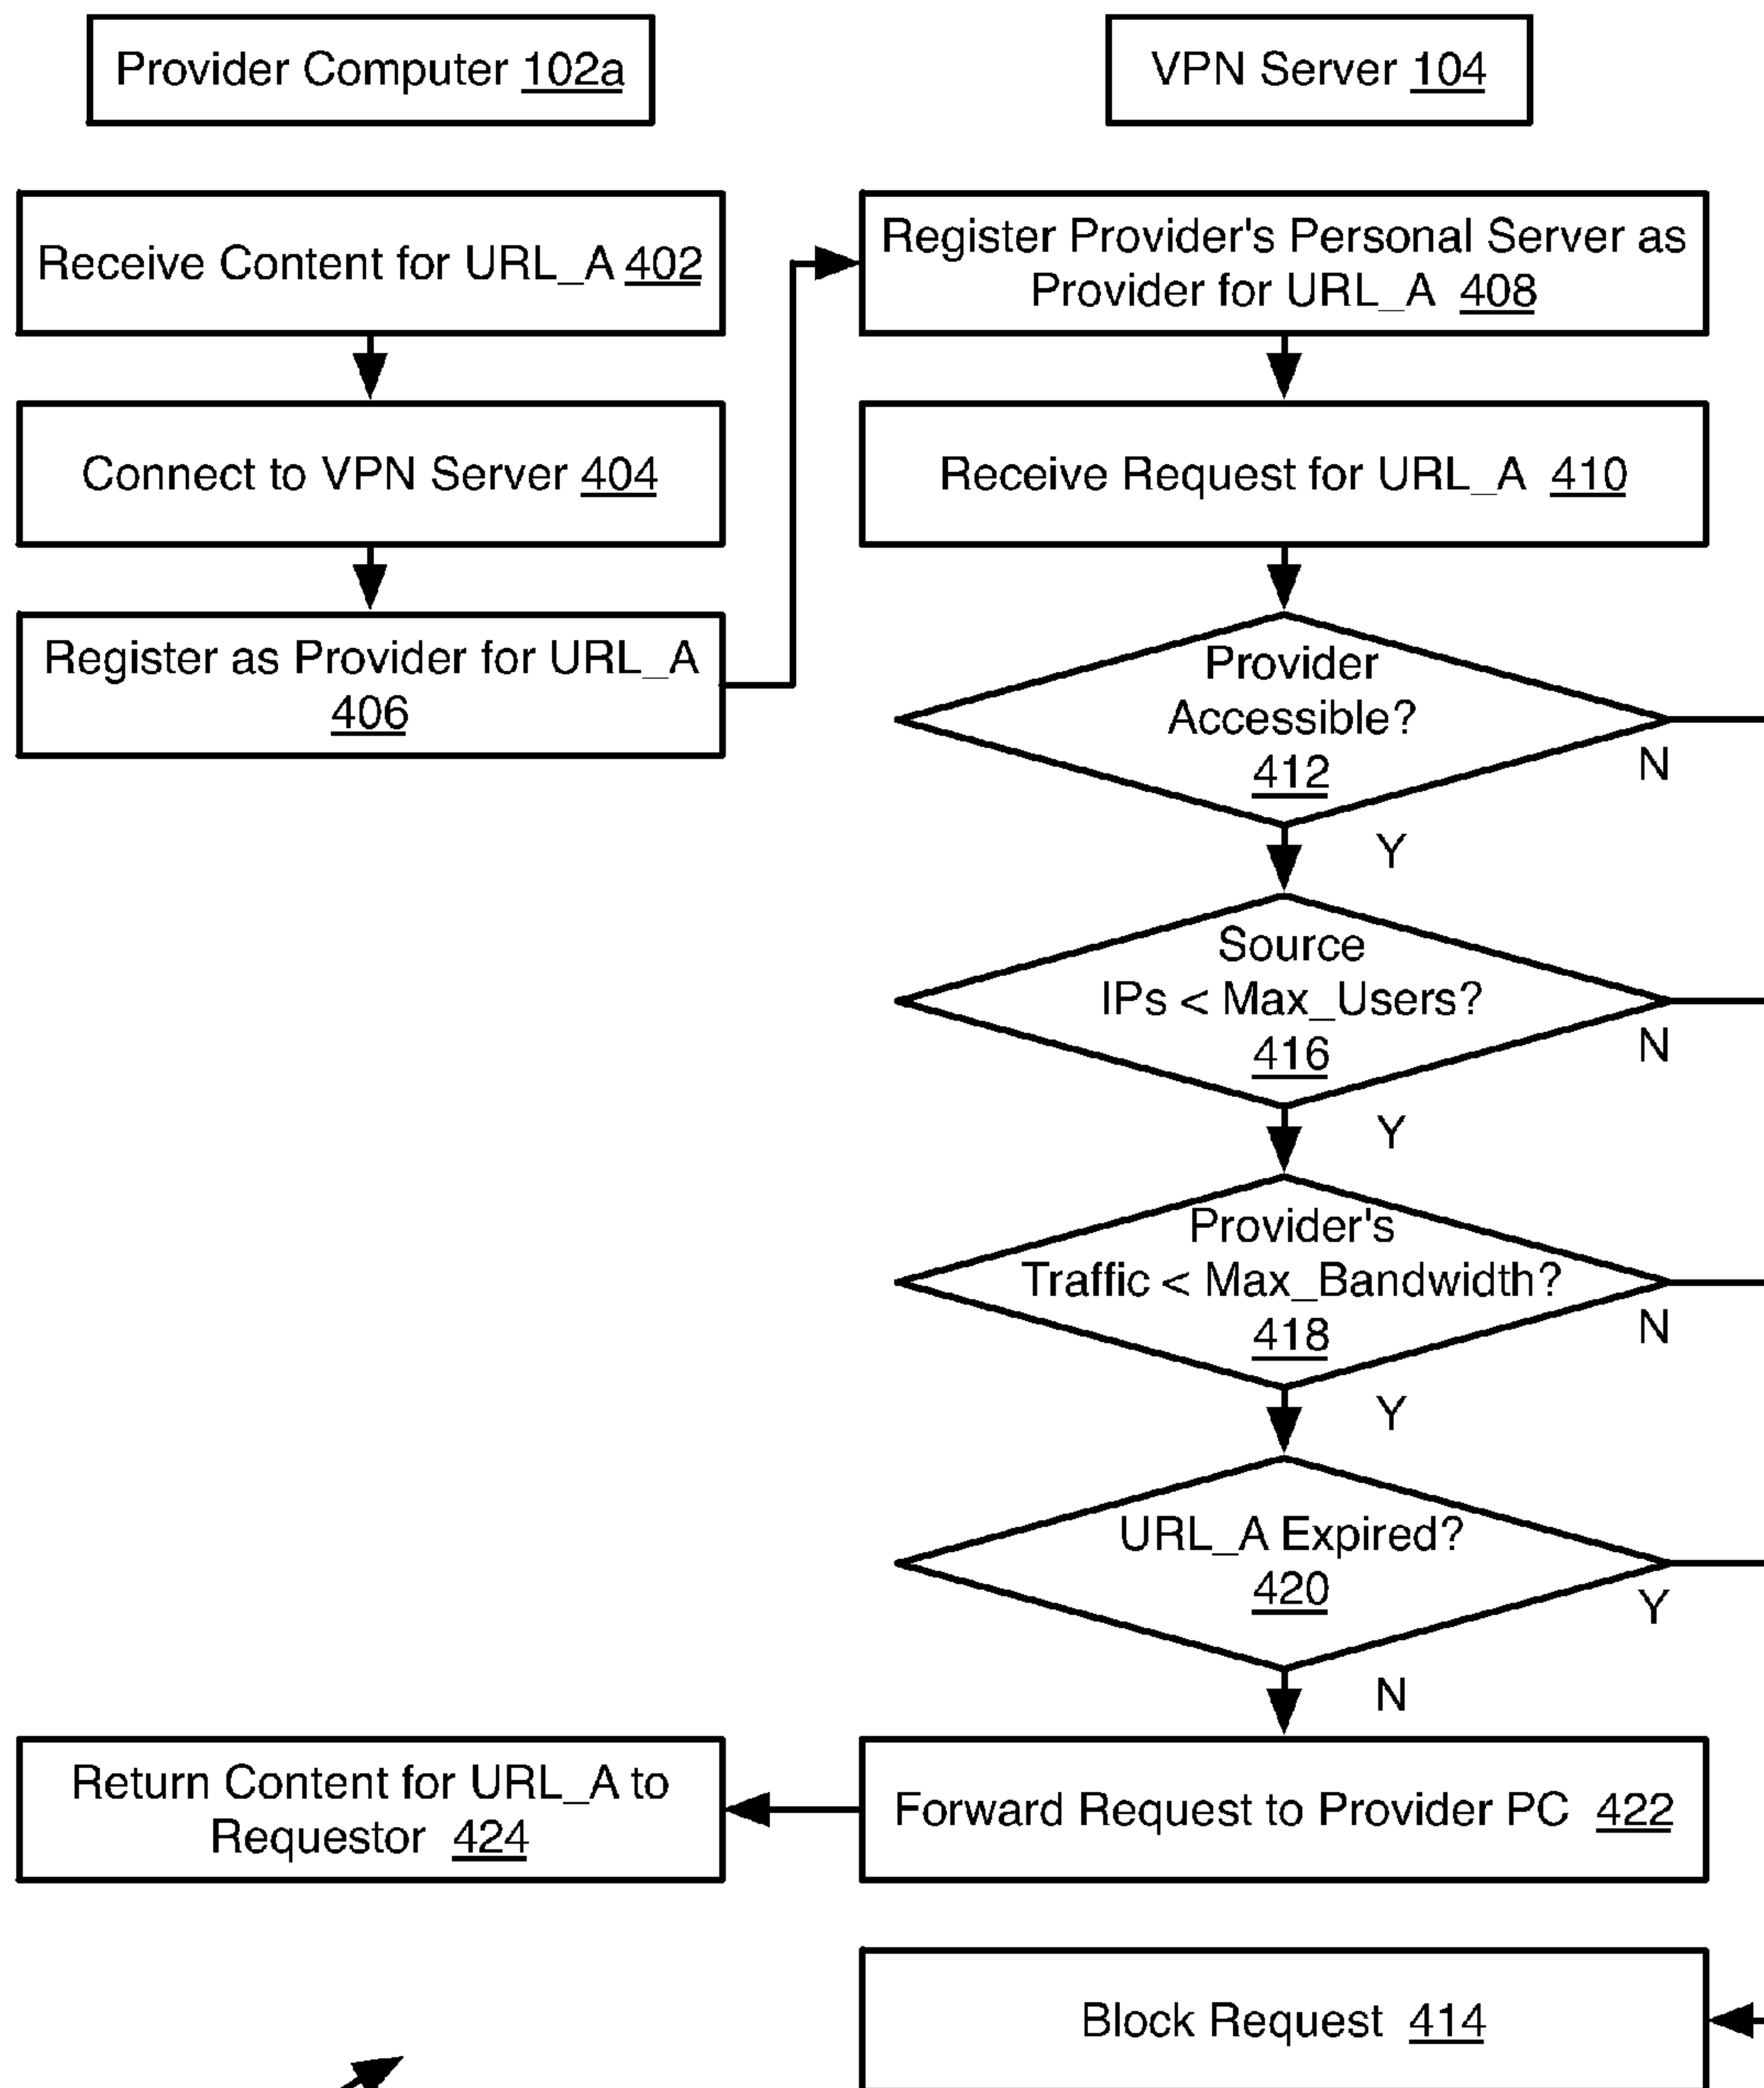 Provider Computer 102a
VPN Server 104
Receive Content for URL_A 402
Connect to VPN Server 404
Register as Provider for URL_A
406
Register Provider's Personal Server as
Provider for URL_A 408
Receive Request for URL_A 410
Provider
Accessible?
412
N
Y
Source
IPs < Max_Users?
416
N
Y
Provider's
Traffic < Max_Bandwidth?
418
N
Y
URL_A Expired?
420
Y
N
Forward Request to Provider PC 422
Return Content for URL_A to
Requestor 424
Block Request 414